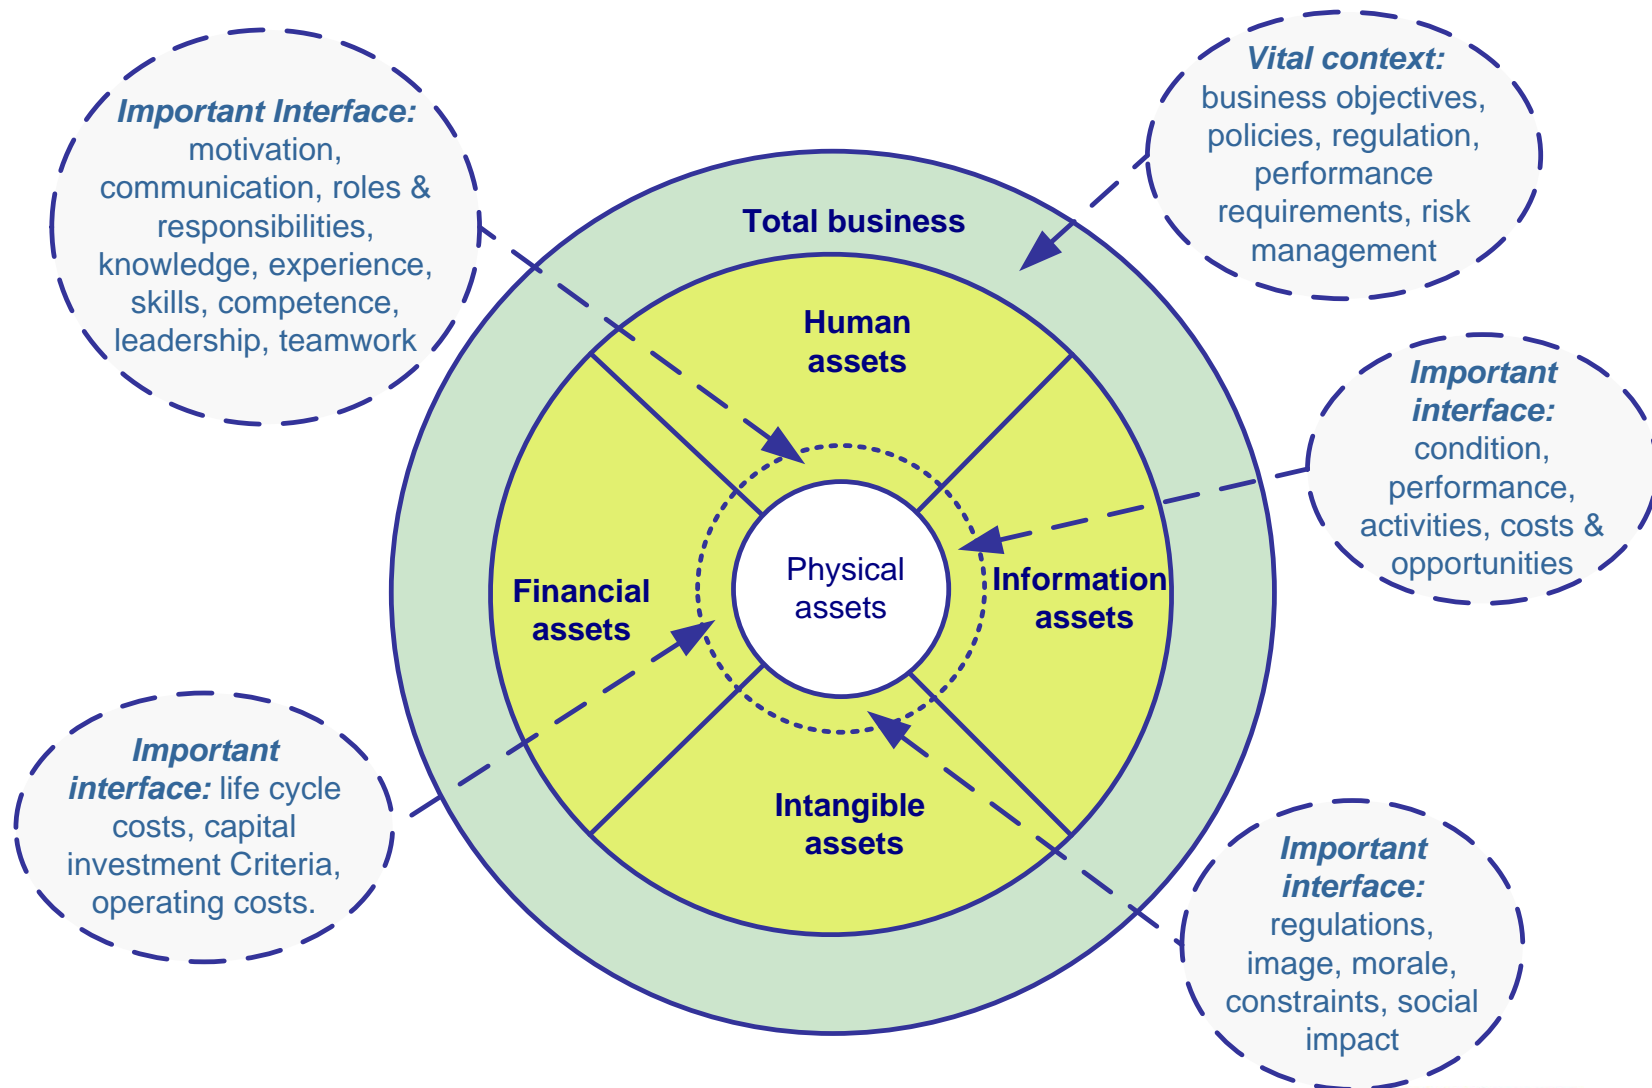 Important Interface:
motivation,
communication, roles &
responsibilities,
knowledge, experience,
skills, competence,
leadership, teamwork
Vital context:
business objectives,
policies, regulation,
performance
requirements, risk
management
Total business
Human
assets
Important
interface:
condition,
performance,
activities, costs &
opportunities
Financial
assets
Physical
assets
Information
assets
Important
interface: life cycle
costs, capital
investment Criteria,
operating costs.
Intangible
assets
Important
interface:
regulations,
image, morale,
constraints, social
impact